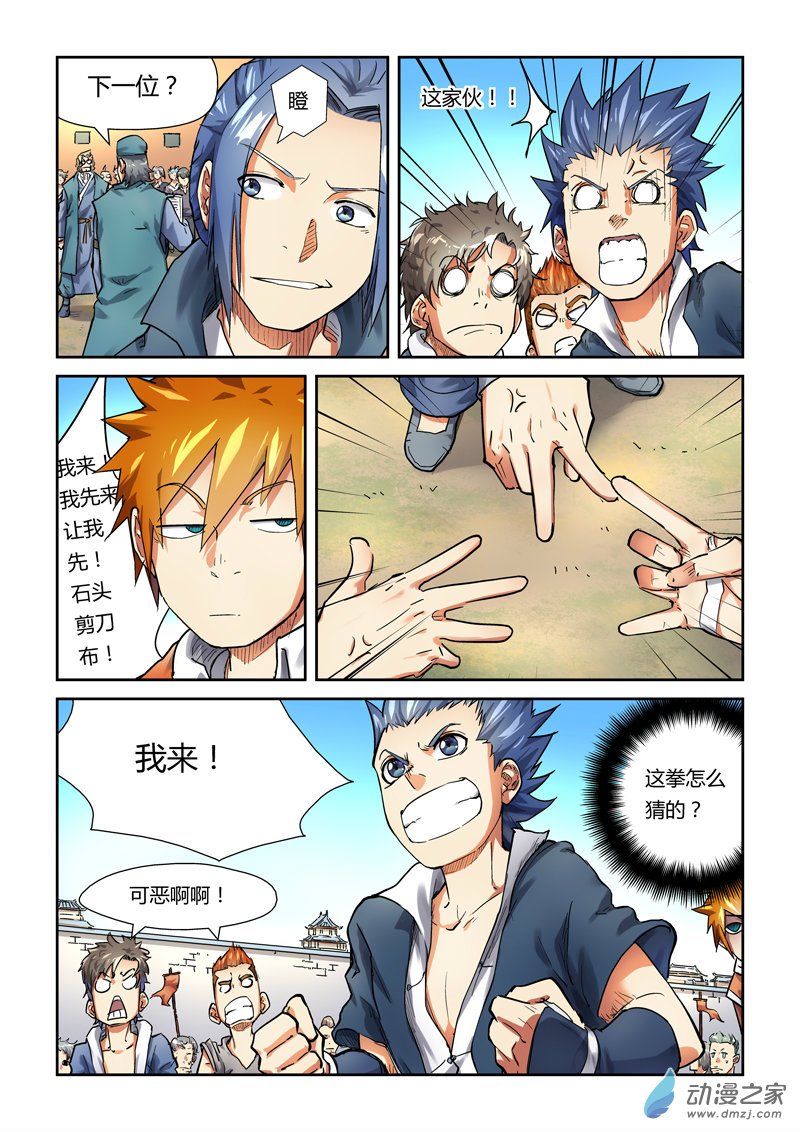 下一位？
瞪
这家伙！！
我来！
我先来
让我
先！
石头
剪刀
布！
我来！
这拳怎么
猜的？
可恶啊啊！
动漫之家
www.dmzj.com